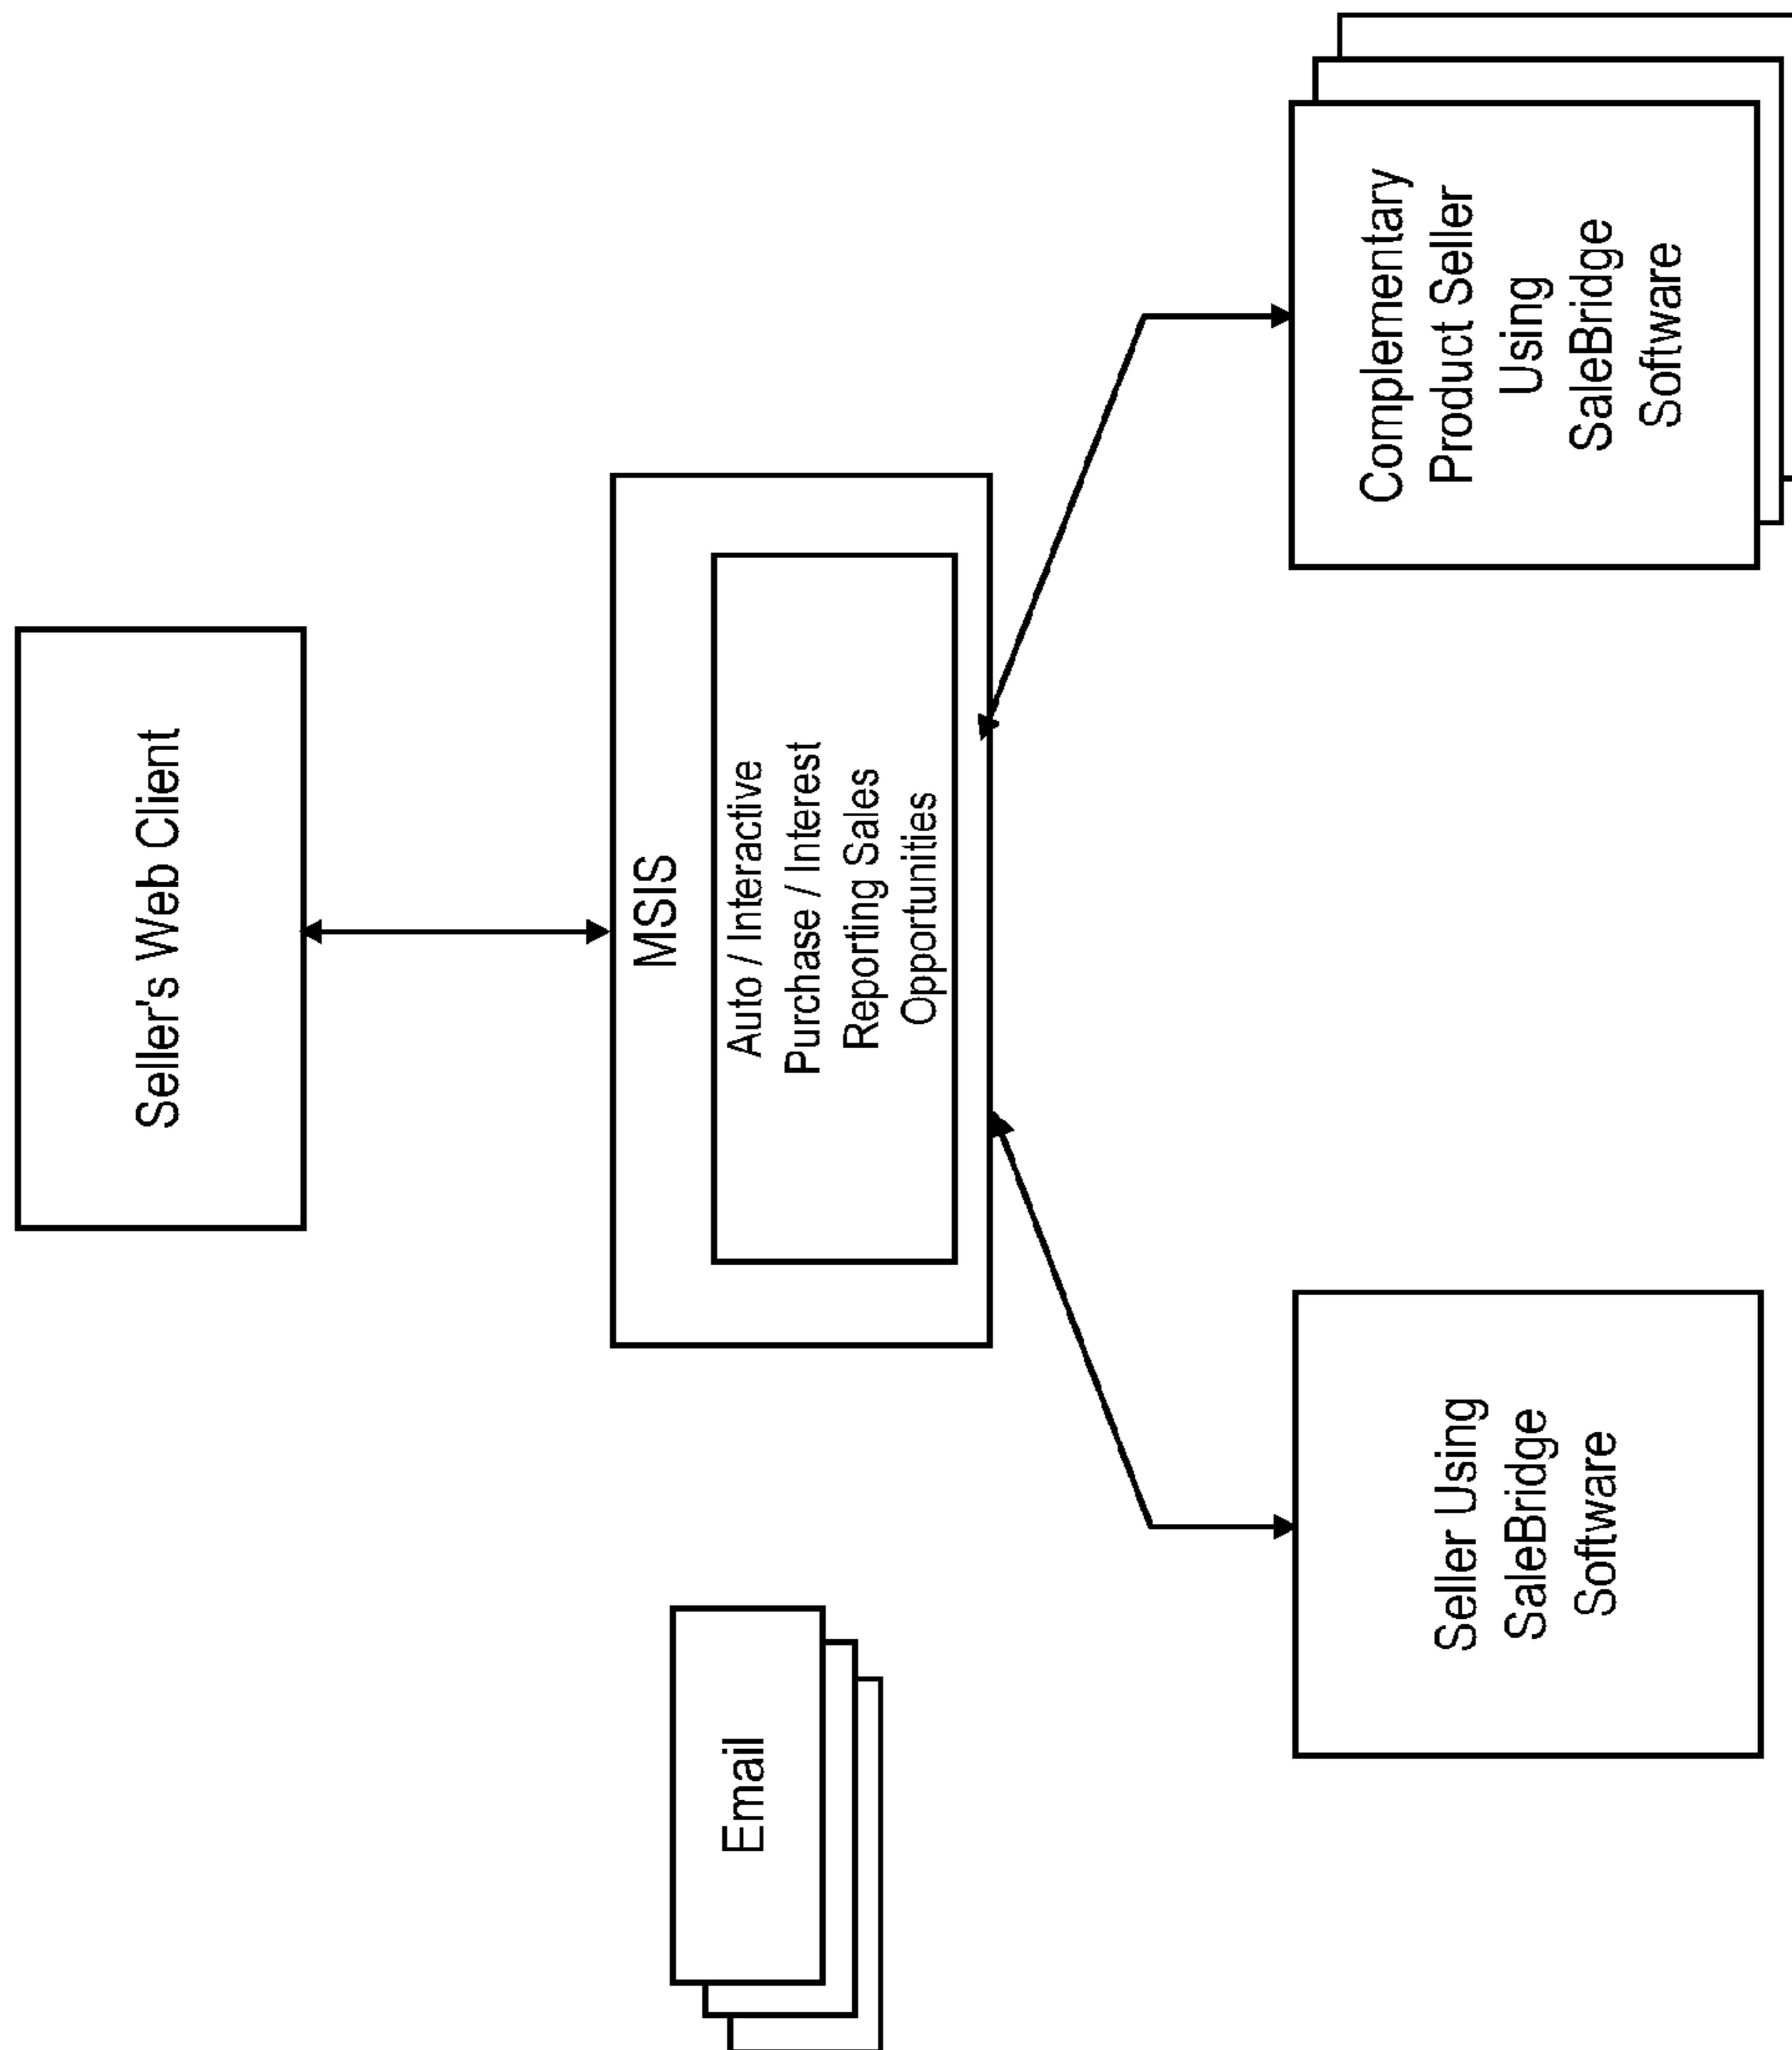 Seller's Web Client
MSIS
Auto / Interactive
Purchase / Interest
Reporting Sales
Opportunities
Email
Seller Using
SaleBridge
Software
Complementary
Product Seller
Using
SaleBridge
Software